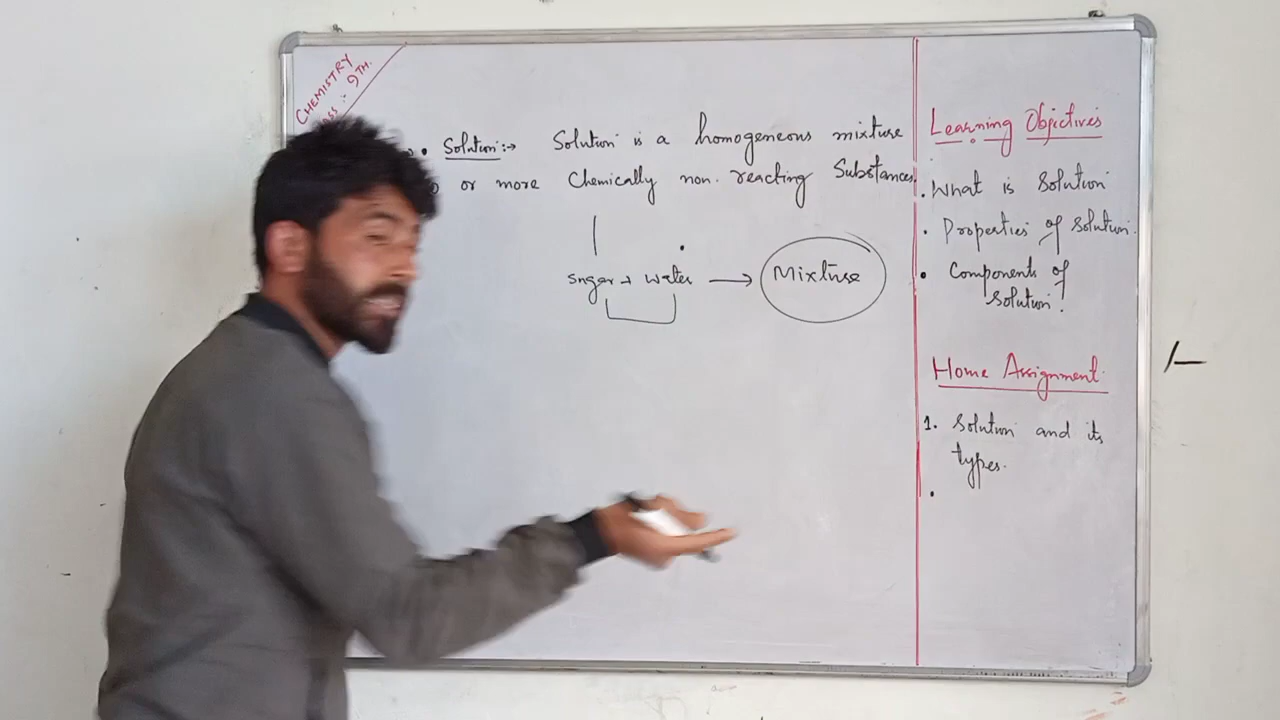 CHEMISTRY
: 9TH.
• Solution:→ Solution is a homogeneous mixture
or more Chemically non. reacting Substances.
sugar + water → Mixture
Learning Objectives
. What is Solution
. Properties of Solution.
• Components of
Solution.
Home Assignment.
1. Solution and its
types.